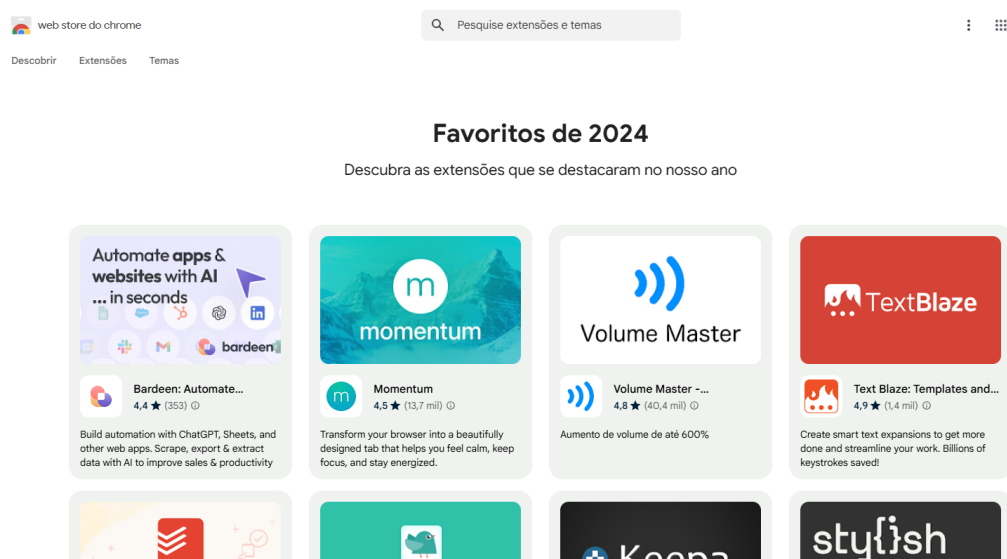 web store do chrome
Pesquise extensões e temas
Descobrir Extensões Temas
Favoritos de 2024
Descubra as extensões que se destacaram no nosso ano
Automate apps &
websites with AI
... in seconds
bardeen
Bardeen: Automate...
4,4 ★ (353)
Build automation with ChatGPT, Sheets, and
other web apps. Scrape, export & extract
data with AI to improve sales & productivity
m
momentum
m
Momentum
4,5 ★ (13,7 mil)
Transform your browser into a beautifully
designed tab that helps you feel calm, keep
focus, and stay energized.
Volume Master
Volume Master -...
4,8 ★ (40,4 mil)
Aumento de volume de até 600%
TextBlaze
Text Blaze: Templates and...
4,9 ★ (1,4 mil)
Create smart text expansions to get more
done and streamline your work. Billions of
keystrokes saved!
Keepa
styl{}sh